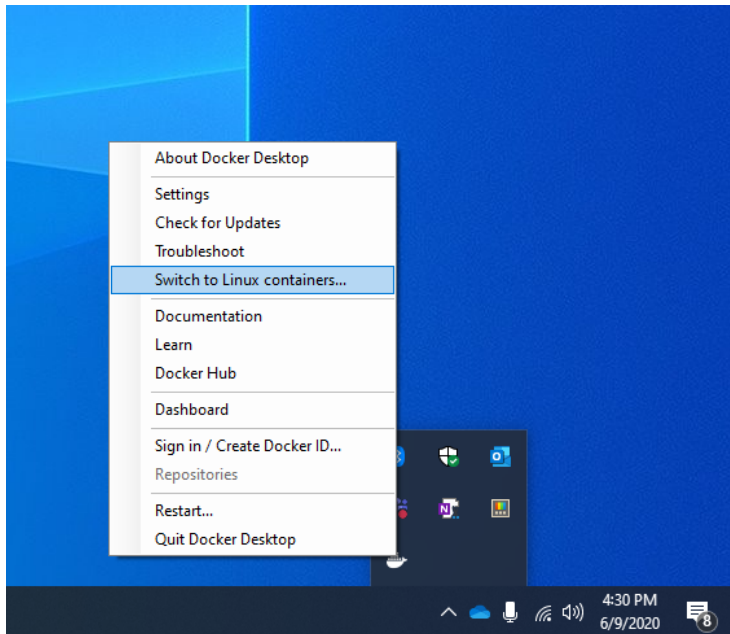 About Docker Desktop
Settings
Check for Updates
Troubleshoot
Switch to Linux containers...
Documentation
Learn
Docker Hub
Dashboard
Sign in / Create Docker ID...
Repositories
Restart...
Quit Docker Desktop
4:30 PM
6/9/2020
8